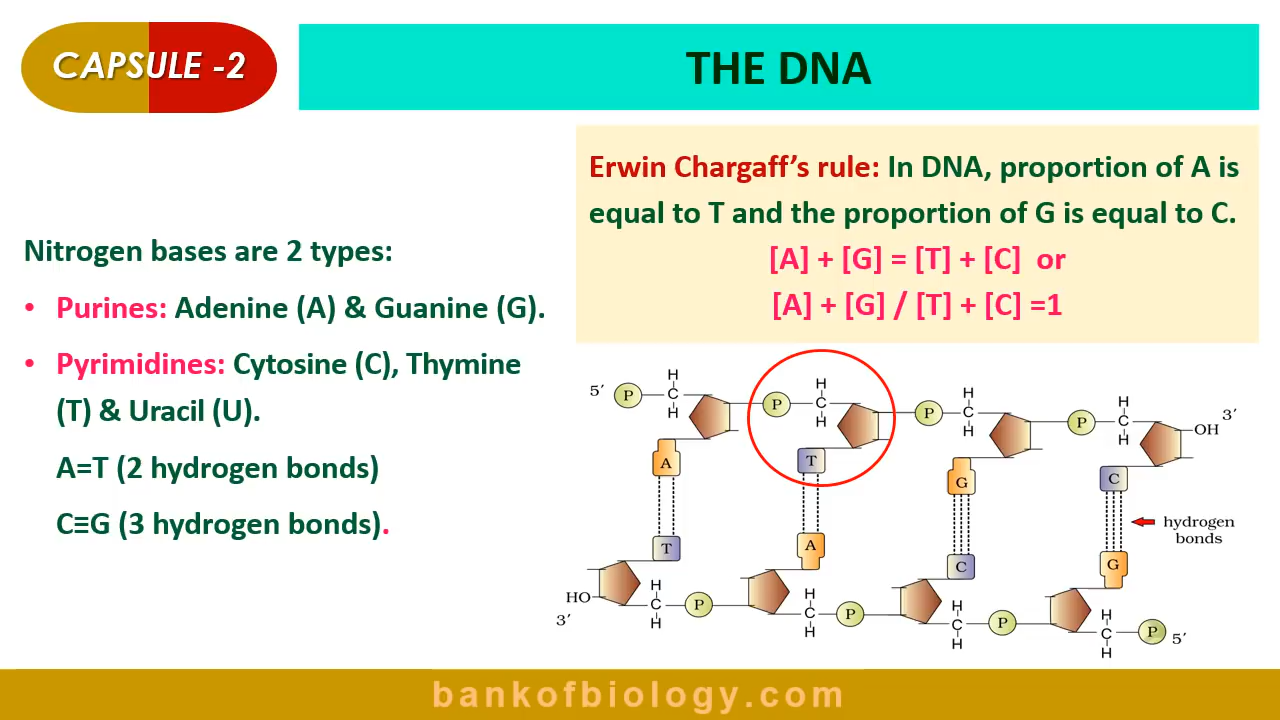 CAPSULE -2
THE DNA
Nitrogen bases are 2 types:
• Purines: Adenine (A) & Guanine (G).
• Pyrimidines: Cytosine (C), Thymine
(T) & Uracil (U).
A=T (2 hydrogen bonds)
C≡G (3 hydrogen bonds).
Erwin Chargaff’s rule: In DNA, proportion of A is
equal to T and the proportion of G is equal to C.
[A] + [G] = [T] + [C] or
[A] + [G] / [T] + [C] =1
H H H H
5′ P C P C P C P C 3′
H H H H
OH
A T G C
hydrogen
bonds
T A C G
HO
H H H H
3′ C P C P C P C P 5′
H H H H
bankofbiology.com